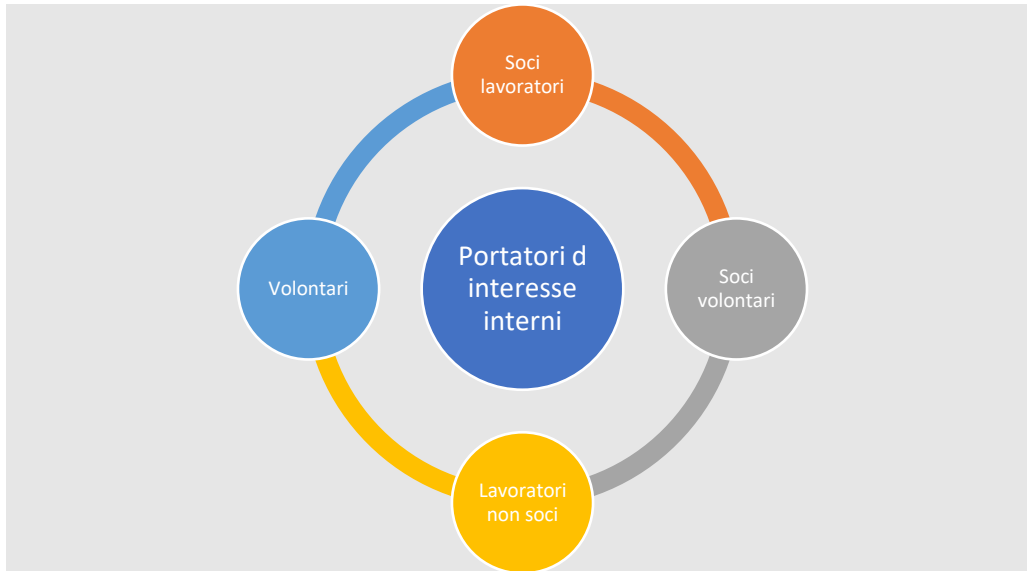 Soci
lavoratori
Volontari
Portatori d
interesse
interni
Soci
volontari
Lavoratori
non soci